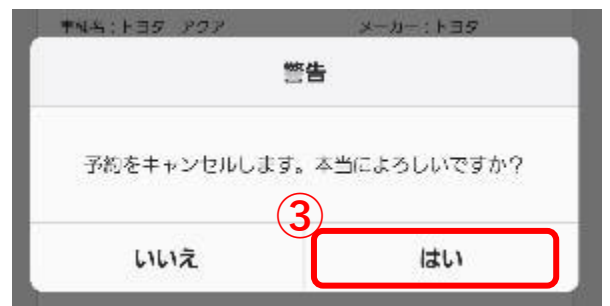 車種名：トヨタ アクア メーカー：トヨタ
警告
予約をキャンセルします。本当によろしいですか？
③
いいえ はい